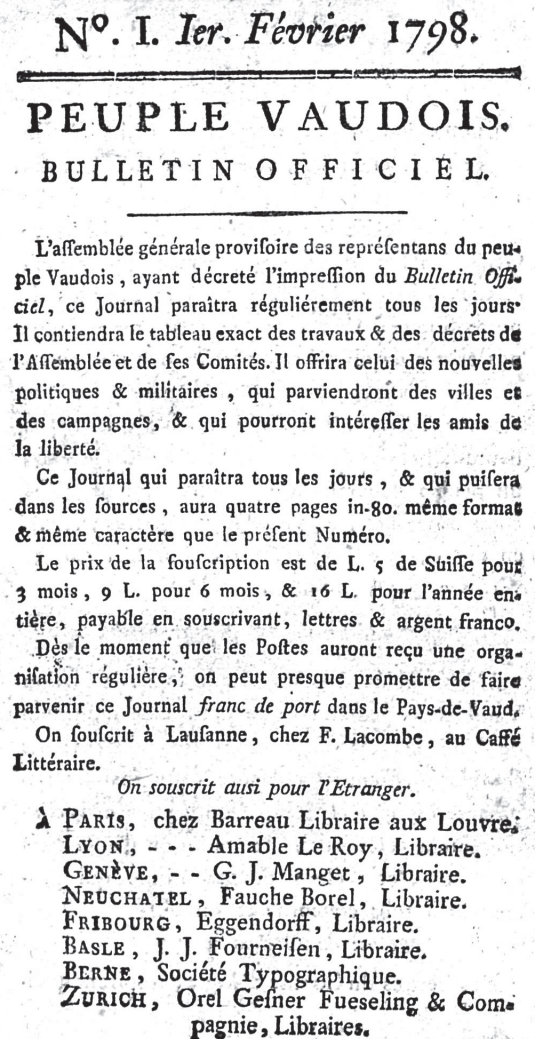 Nº. I. Ier. Février 1798.
PEUPLE VAUDOIS.
BULLETIN OFFICIEL.
L'aſſemblée générale proviſoire des repréſentans du peu-
ple Vaudois, ayant décreté l'impreſſion du Bulletin Offi-
ciel, ce Journal paraîtra réguliérement tous les jours·
Il contiendra le tableau exact des travaux & des décrets de
l'Aſſemblée et de ſes Comités. Il offrira celui des nouvelles
politiques & militaires, qui parviendront des villes et
des campagnes, & qui pourront intéreſſer les amis de
la liberté.
Ce Journal qui paraîtra tous les jours, & qui puiſera
dans les ſources, aura quatre pages in-8o. même format
& même caractère que le préſent Numéro.
Le prix de la ſouſcription est de L. 5 de Suiſſe pour
3 mois, 9 L. pour 6 mois, & 16 L. pour l'année en-
tière, payable en souscrivant, lettres & argent franco.
Dès le moment que les Poſtes auront reçu une orga-
niſation régulière, on peut presque promettre de faire
parvenir ce Journal franc de port dans le Pays-de-Vaud.
On ſouſcrit à Lauſanne, chez F. Lacombe, au Caffé
Littéraire.
On souscrit ausi pour l'Etranger.
À PARIS, chez Barreau Libraire aux Louvre.
LYON, - - - Amable Le Roy, Libraire.
GENÈVE, - - G. J. Manget, Libraire.
NEUCHATEL, Fauche Borel, Libraire.
FRIBOURG, Eggendorff, Libraire.
BASLE, J. J. Fourneiſen, Libraire.
BERNE, Société Typographique.
ZURICH, Orel Geſner Fueseling & Com-
pagnie, Libraires.